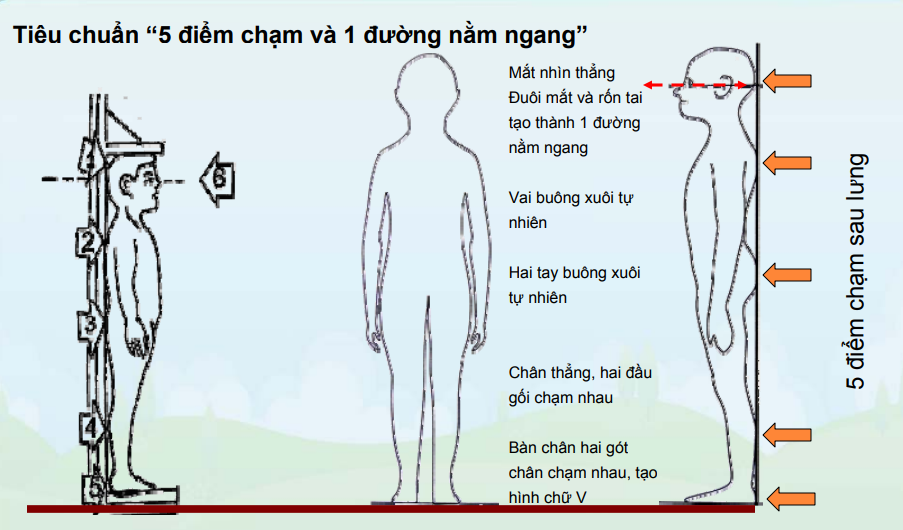 Tiêu chuẩn “5 điểm chạm và 1 đường nằm ngang”
Mắt nhìn thẳng
Đuôi mắt và rốn tai
tạo thành 1 đường
nằm ngang
Vai buông xuôi tự
nhiên
Hai tay buông xuôi
tự nhiên
Chân thẳng, hai đầu
gối chạm nhau
Bàn chân hai gót
chân chạm nhau, tạo
hình chữ V
5 điểm chạm sau lưng
1
6
2
3
4
5